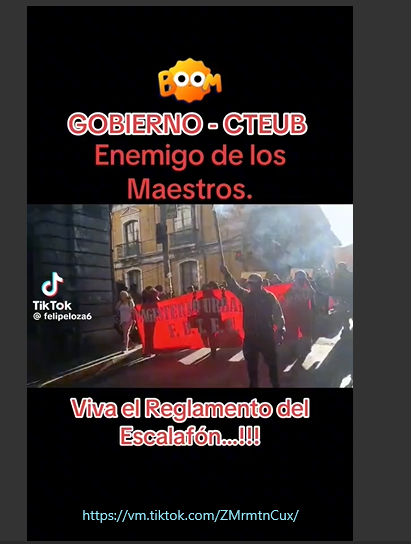 BOOM
GOBIERNO - CTEUB
Enemigo de los
Maestros.
TikTok
@ felipeloza6
Viva el Reglamento del
Escalafón...!!!
https://vm.tiktok.com/ZMrmtnCux/